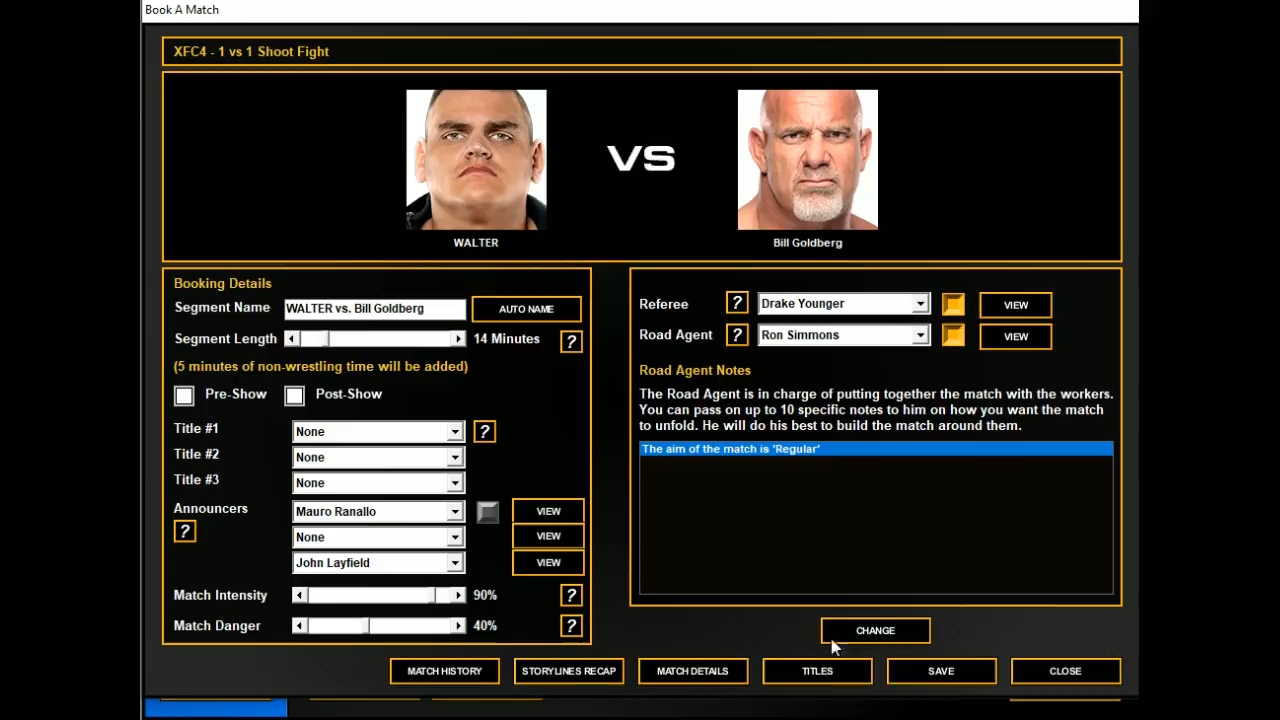 Book A Match
XFC4 - 1 vs 1 Shoot Fight
VS
WALTER
Bill Goldberg
Booking Details
Segment Name WALTER vs. Bill Goldberg AUTO NAME
Segment Length 14 Minutes ?
(5 minutes of non-wrestling time will be added)
Pre-Show Post-Show
Title #1 None ?
Title #2 None
Title #3 None
Announcers Mauro Ranallo VIEW
? None VIEW
John Layfield VIEW
Match Intensity 90% ?
Match Danger 40% ?
Referee ? Drake Younger VIEW
Road Agent ? Ron Simmons VIEW
Road Agent Notes
The Road Agent is in charge of putting together the match with the workers.
You can pass on up to 10 specific notes to him on how you want the match
to unfold. He will do his best to build the match around them.
The aim of the match is 'Regular'
CHANGE
MATCH HISTORY STORYLINES RECAP MATCH DETAILS TITLES SAVE CLOSE